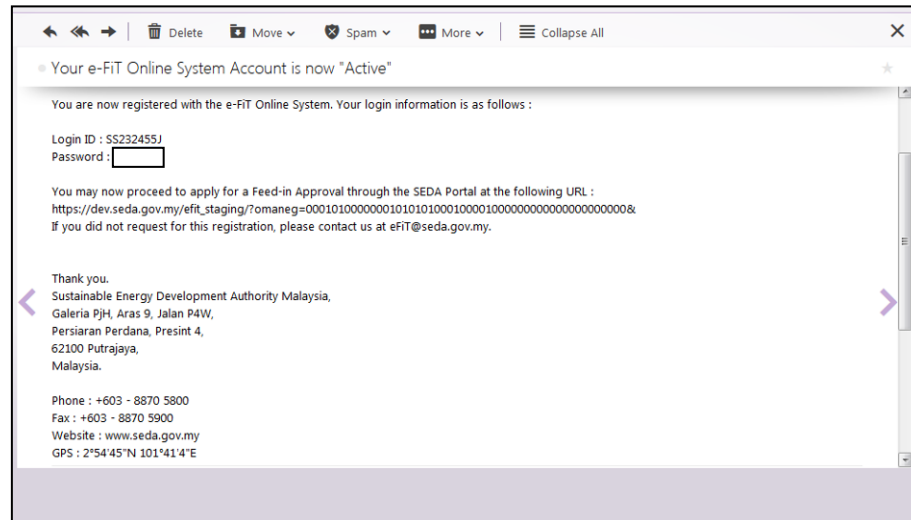 Delete Move Spam More Collapse All
Your e-FiT Online System Account is now "Active"
You are now registered with the e-FiT Online System. Your login information is as follows :
Login ID : SS232455J
Password :
You may now proceed to apply for a Feed-in Approval through the SEDA Portal at the following URL :
https://dev.seda.gov.my/efit_staging/?omaneg=0001010000000101010100010000100000000000000000000000&
If you did not request for this registration, please contact us at eFiT@seda.gov.my.
Thank you.
Sustainable Energy Development Authority Malaysia,
Galeria PjH, Aras 9, Jalan P4W,
Persiaran Perdana, Presint 4,
62100 Putrajaya,
Malaysia.
Phone : +603 - 8870 5800
Fax : +603 - 8870 5900
Website : www.seda.gov.my
GPS : 2°54'45"N 101°41'4"E